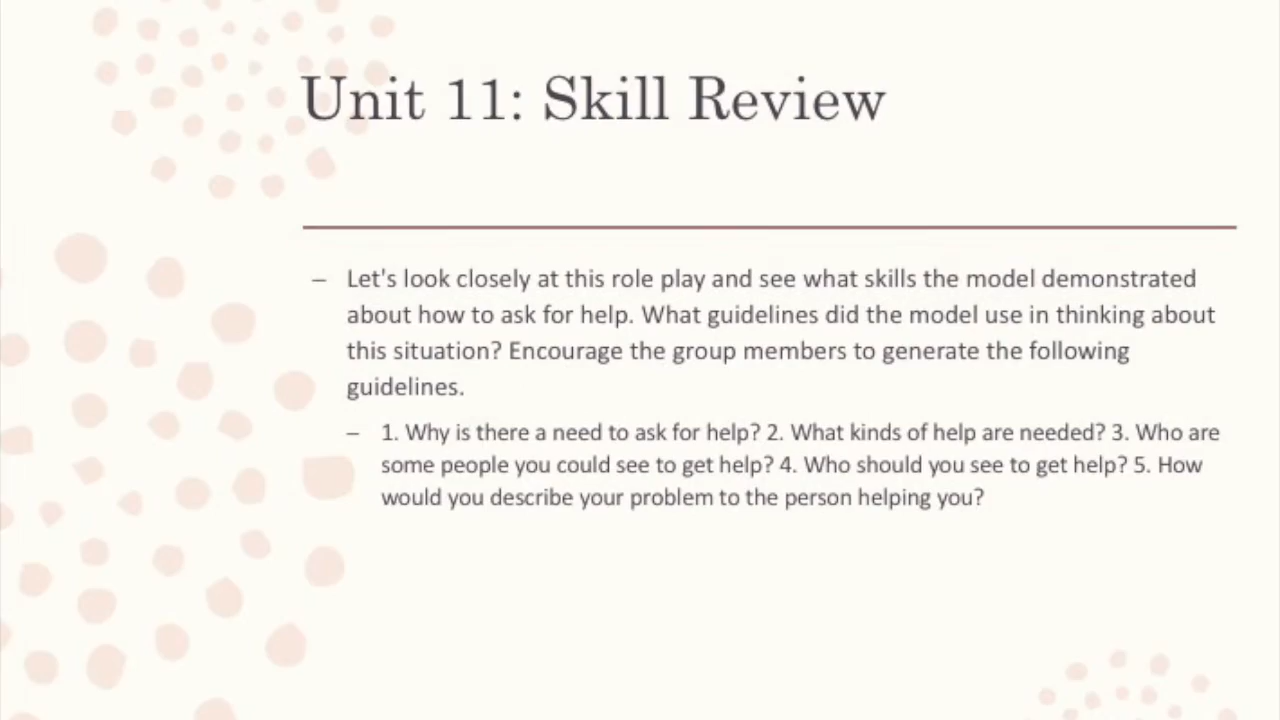 Unit 11: Skill Review
– Let's look closely at this role play and see what skills the model demonstrated
about how to ask for help. What guidelines did the model use in thinking about
this situation? Encourage the group members to generate the following
guidelines.
– 1. Why is there a need to ask for help? 2. What kinds of help are needed? 3. Who are
some people you could see to get help? 4. Who should you see to get help? 5. How
would you describe your problem to the person helping you?